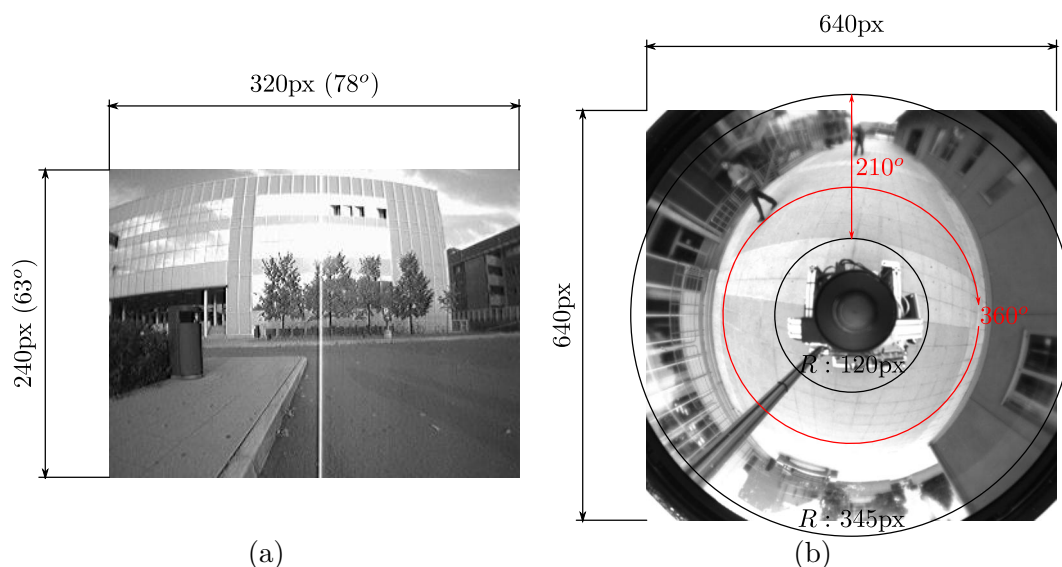 320px (78°)
240px (63°)
(a)
640px
640px
210°
360°
R : 120px
R : 345px
(b)